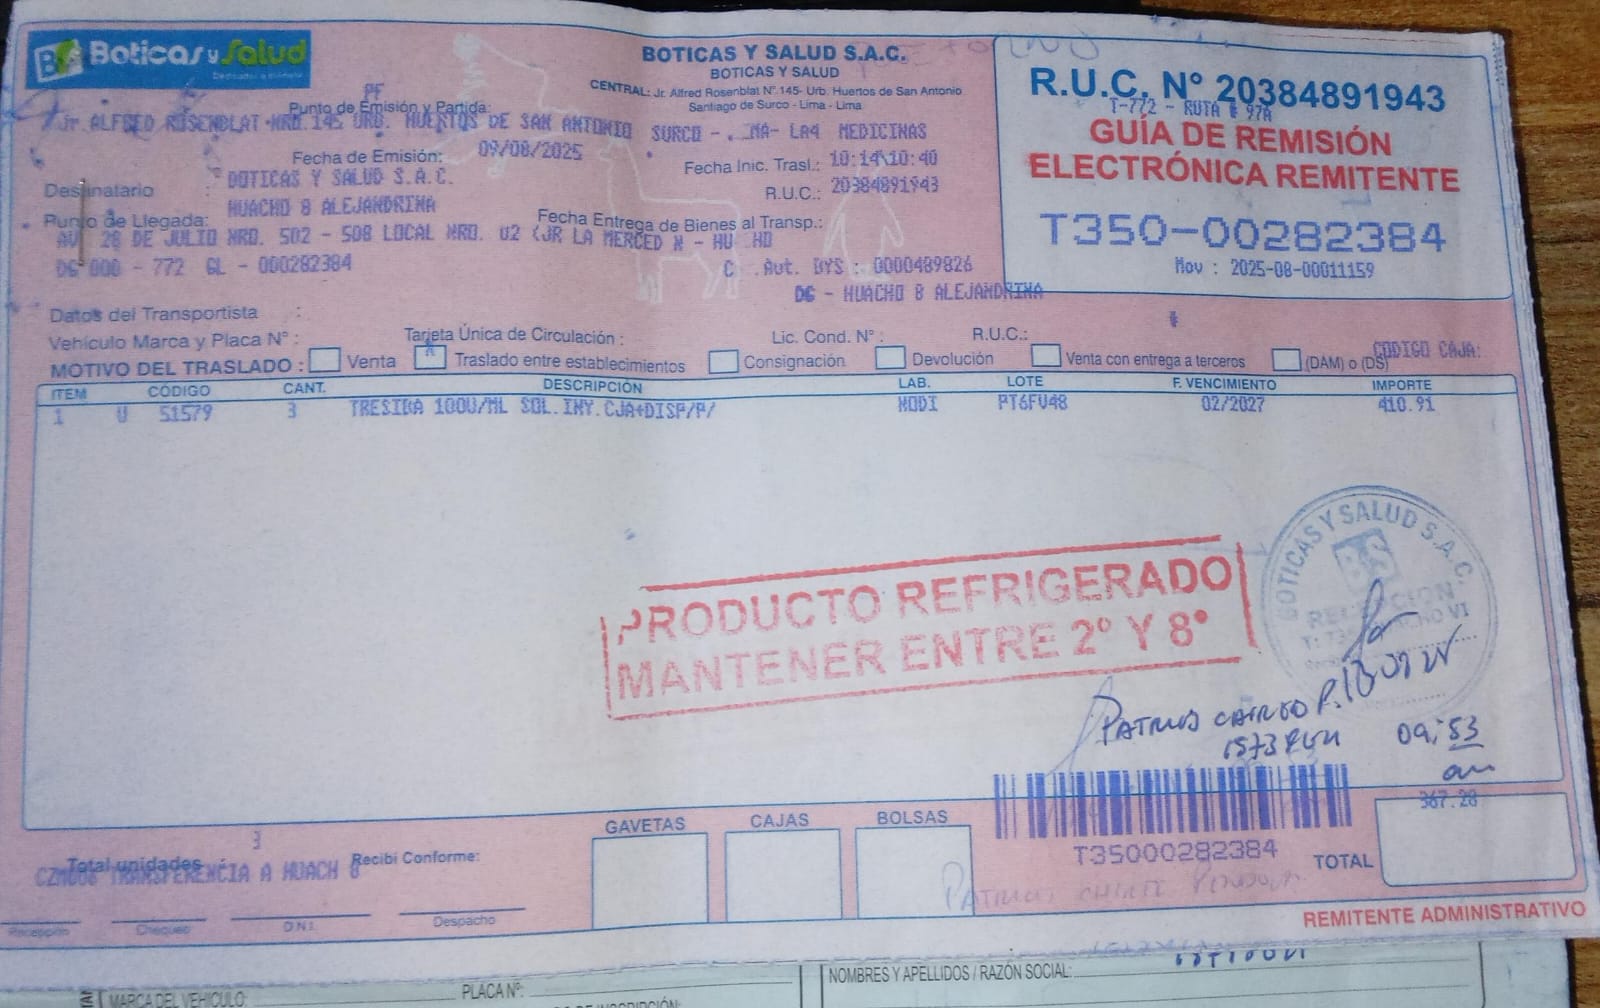 Boticas y Salud
BOTICAS Y SALUD S.A.C.
BOTICAS Y SALUD
CENTRAL: Jr. Alfred Rosenblat N° 145- Urb. Huertos de San Antonio
Santiago de Surco - Lima - Lima
R.U.C. N° 20384891943
T-772 - RUTA # 97A
GUÍA DE REMISIÓN
ELECTRÓNICA REMITENTE
T350-00282384
Mov : 2025-08-00011159
PF
Punto de Emisión y Partida:
Jr. ALFRED ROSENBLAT NRO.145 URB. HUERTOS DE SAN ANTONIO SURCO - MA- LA4 MEDICINAS
Fecha de Emisión: 09/08/2025
Fecha Inic. Trasl.: 10:14\10:40
Destinatario : BOTICAS Y SALUD S.A.C.
R.U.C.: 20384891943
HUACHO 8 ALEJANDRINA
Punto de Llegada:
Fecha Entrega de Bienes al Transp.:
AV 28 DE JULIO NRO. 502 - 508 LOCAL NRO. 02 (JR LA MERCED N - HU HO
DG 000 - 772 GL - 000282384
C .Aut. DYS : 0000489826
DG - HUACHO 8 ALEJANDRINA
Datos del Transportista :
Vehículo Marca y Placa N° :
Tarjeta Única de Circulación :
Lic. Cond. N° :
R.U.C.:
CODIGO CAJA:
MOTIVO DEL TRASLADO : Venta X Traslado entre establecimientos Consignación Devolución Venta con entrega a terceros (DAM) o (DS)
ITEM CÓDIGO CANT. DESCRIPCIÓN LAB. LOTE F. VENCIMIENTO IMPORTE
1 U 51579 3 TRESIBA 100U/ML SOL.INY.CJA+DISP/P/ NODI PT6FV48 02/2027 410.91
PRODUCTO REFRIGERADO
MANTENER ENTRE 2° Y 8°
BOTICAS Y SALUD S.A.C.
BS
09:53
am
367.28
T35000282384
TOTAL
GAVETAS
CAJAS
BOLSAS
3
Total unidades
Recibi Conforme:
TRANSFERENCIA A HUACH 8
Recepción
Chequeo
D.N.I.
Despacho
REMITENTE ADMINISTRATIVO
MARCA DEL VEHICULO:
PLACA Nº:
NOMBRES Y APELLIDOS / RAZÓN SOCIAL: